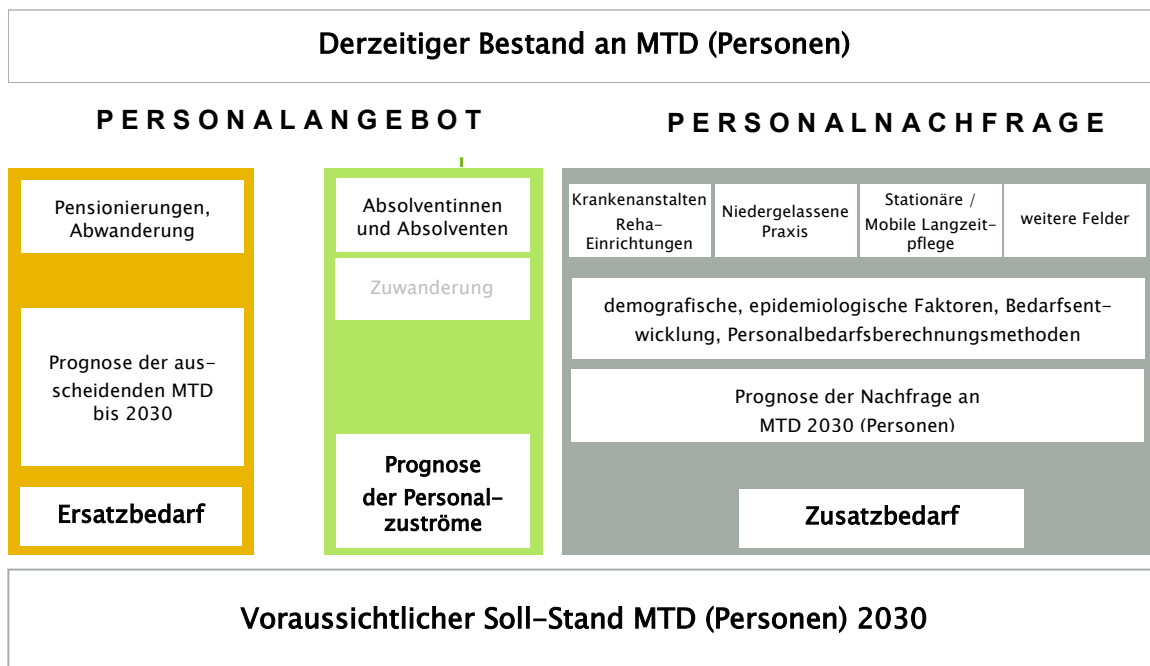 Derzeitiger Bestand an MTD (Personen)
PERSONALANGEBOT
PERSONALNACHFRAGE
Pensionierungen,
Abwanderung
Prognose der aus-
scheidenden MTD
bis 2030
Ersatzbedarf
Absolventinnen
und Absolventen
Zuwanderung
Prognose
der Personal-
zuströme
Krankenanstalten
Reha-
Einrichtungen
Niedergelassene
Praxis
Stationäre /
Mobile Langzeit-
pflege
weitere Felder
demografische, epidemiologische Faktoren, Bedarfsent-
wicklung, Personalbedarfsberechnungsmethoden
Prognose der Nachfrage an
MTD 2030 (Personen)
Zusatzbedarf
Voraussichtlicher Soll-Stand MTD (Personen) 2030